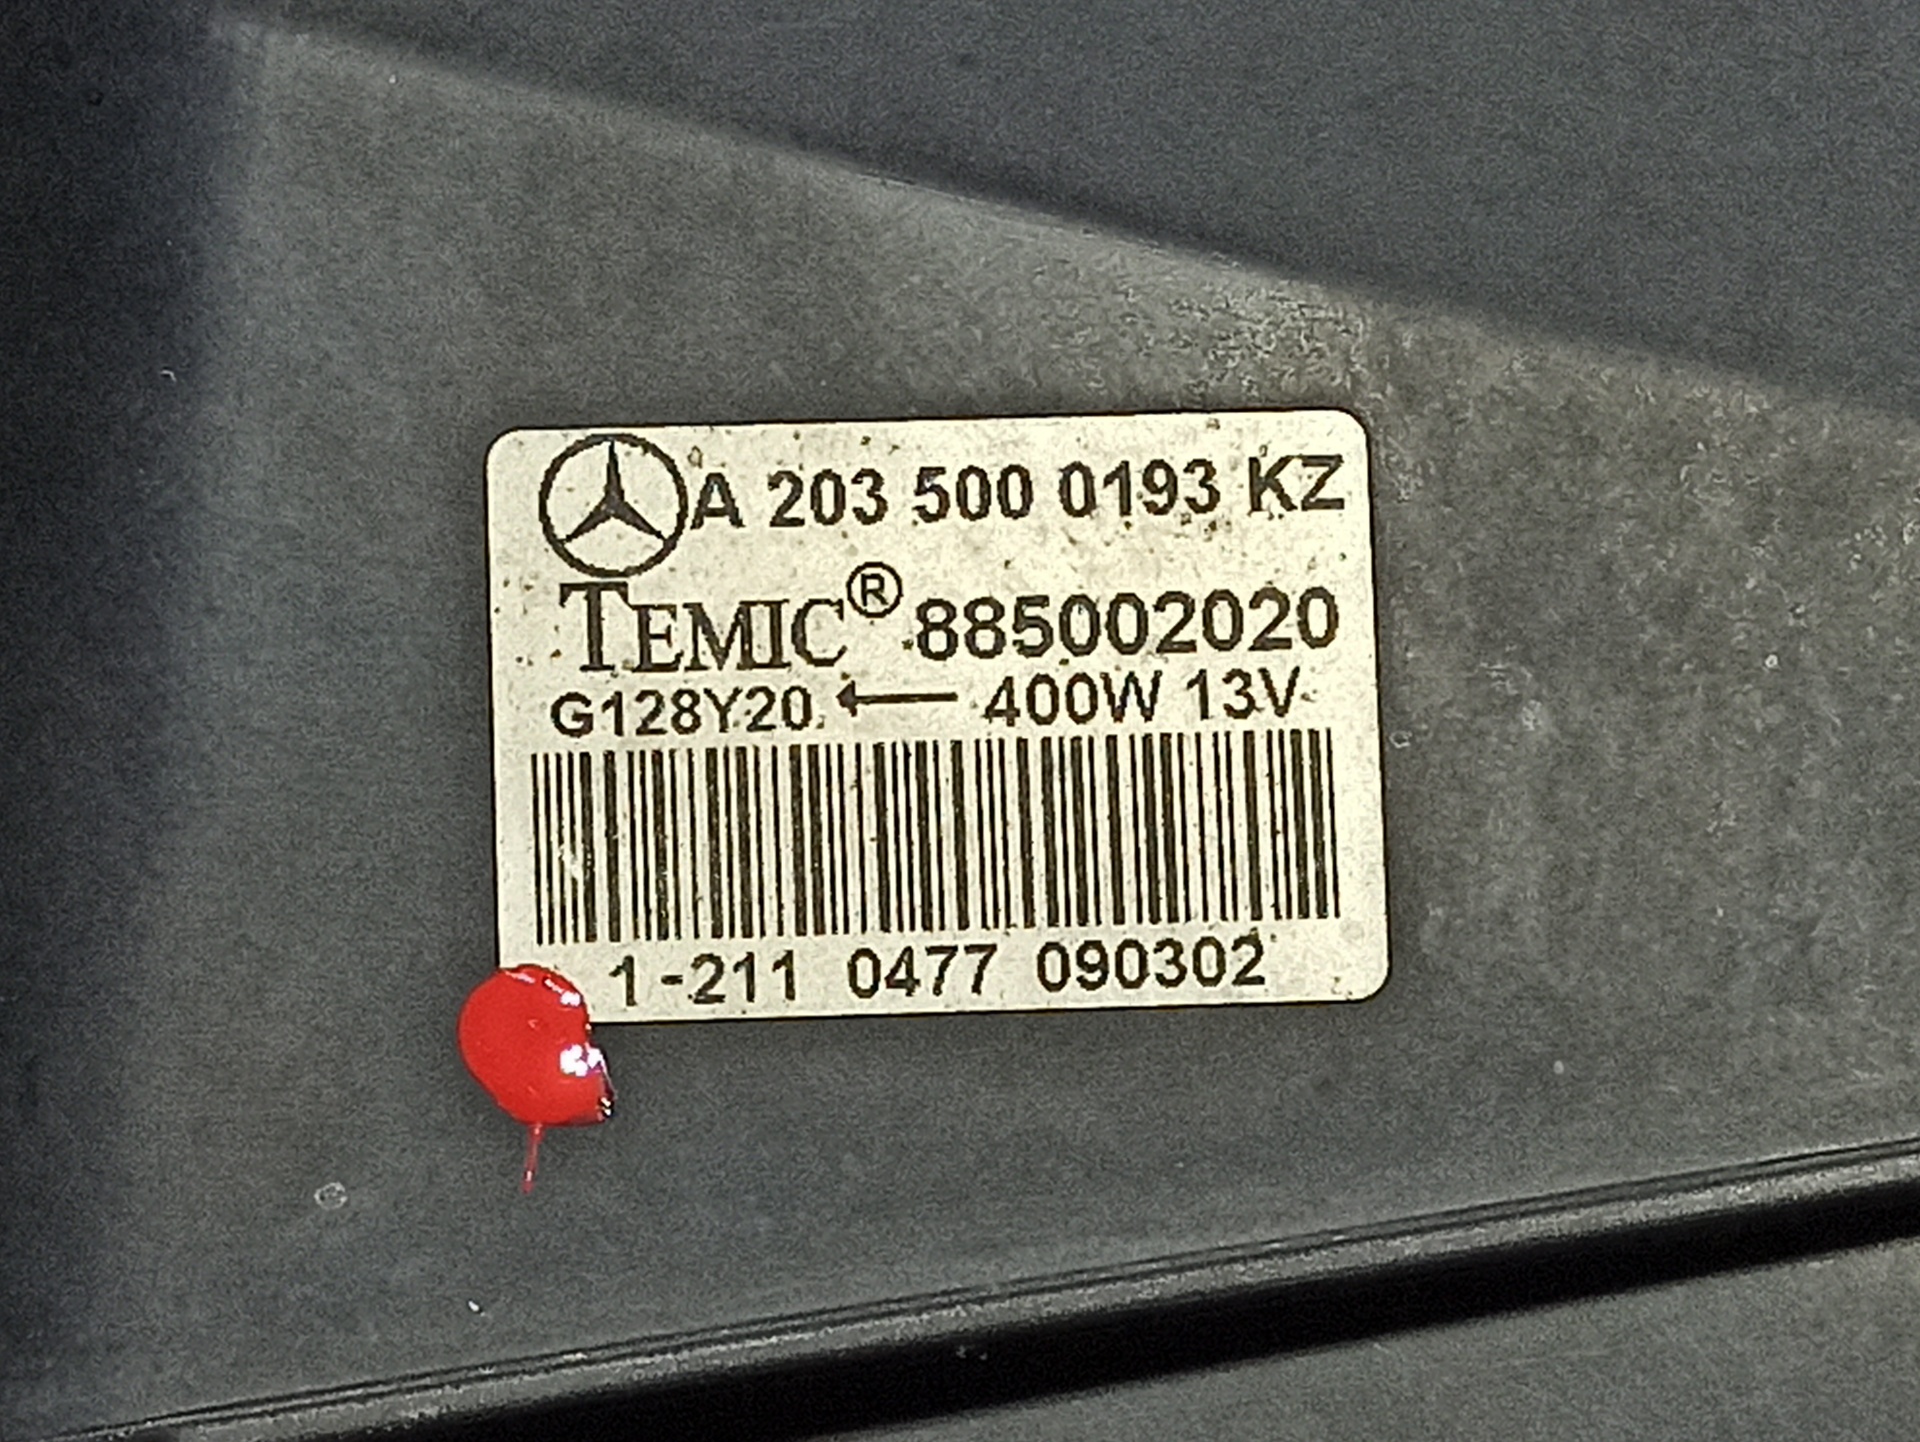 A 203 500 0193 KZ
TEMIC® 885002020
G128Y20 ← 400W 13V
1-211 0477 090302